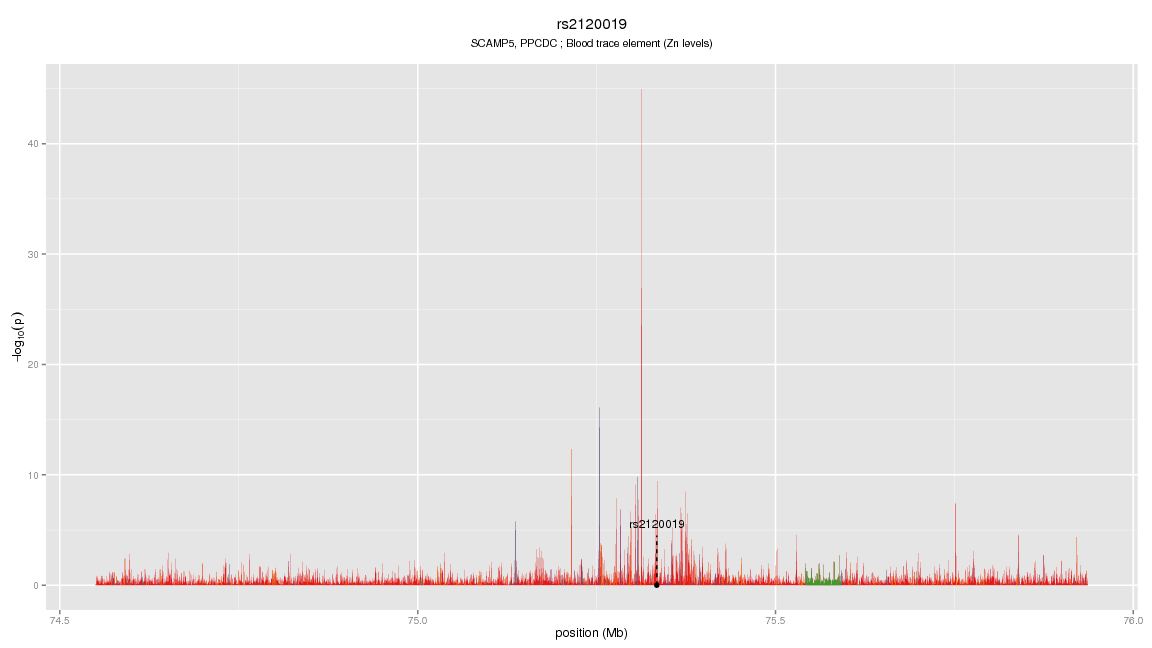 rs2120019
SCAMP5, PPCDC ; Blood trace element (Zn levels)
−log10(p)
40
30
20
10
0
rs2120019
74.5
75.0
75.5
76.0
position (Mb)